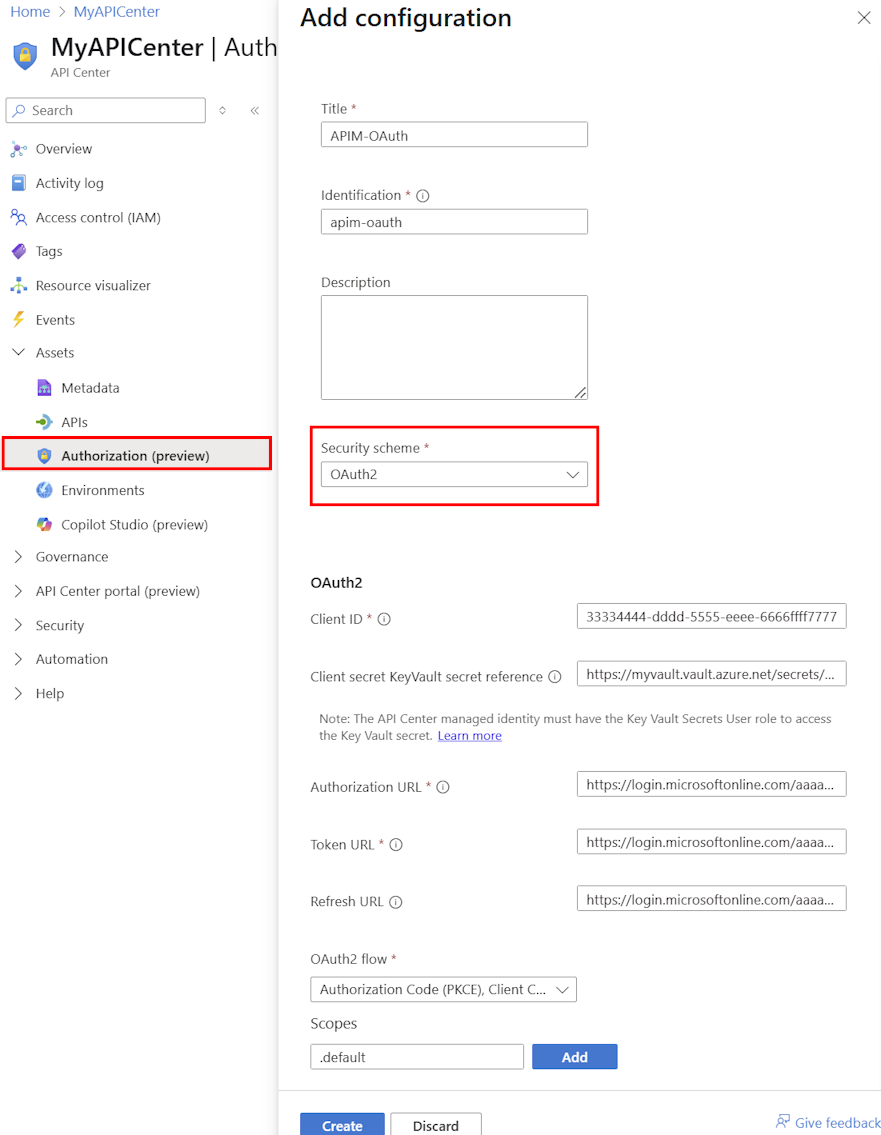 Home > MyAPICenter
MyAPICenter | Auth
API Center
Search
Overview
Activity log
Access control (IAM)
Tags
Resource visualizer
Events
Assets
Metadata
APIs
Authorization (preview)
Environments
Copilot Studio (preview)
Governance
API Center portal (preview)
Security
Automation
Help
Add configuration
Title *
APIM-OAuth
Identification *
apim-oauth
Description
Security scheme *
OAuth2
OAuth2
Client ID *
33334444-dddd-5555-eeee-6666ffff7777
Client secret KeyVault secret reference
https://myvault.vault.azure.net/secrets/...
Note: The API Center managed identity must have the Key Vault Secrets User role to access
the Key Vault secret. Learn more
Authorization URL *
https://login.microsoftonline.com/aaaa...
Token URL *
https://login.microsoftonline.com/aaaa...
Refresh URL
https://login.microsoftonline.com/aaaa...
OAuth2 flow *
Authorization Code (PKCE), Client C...
Scopes
.default
Add
Create
Discard
Give feedback